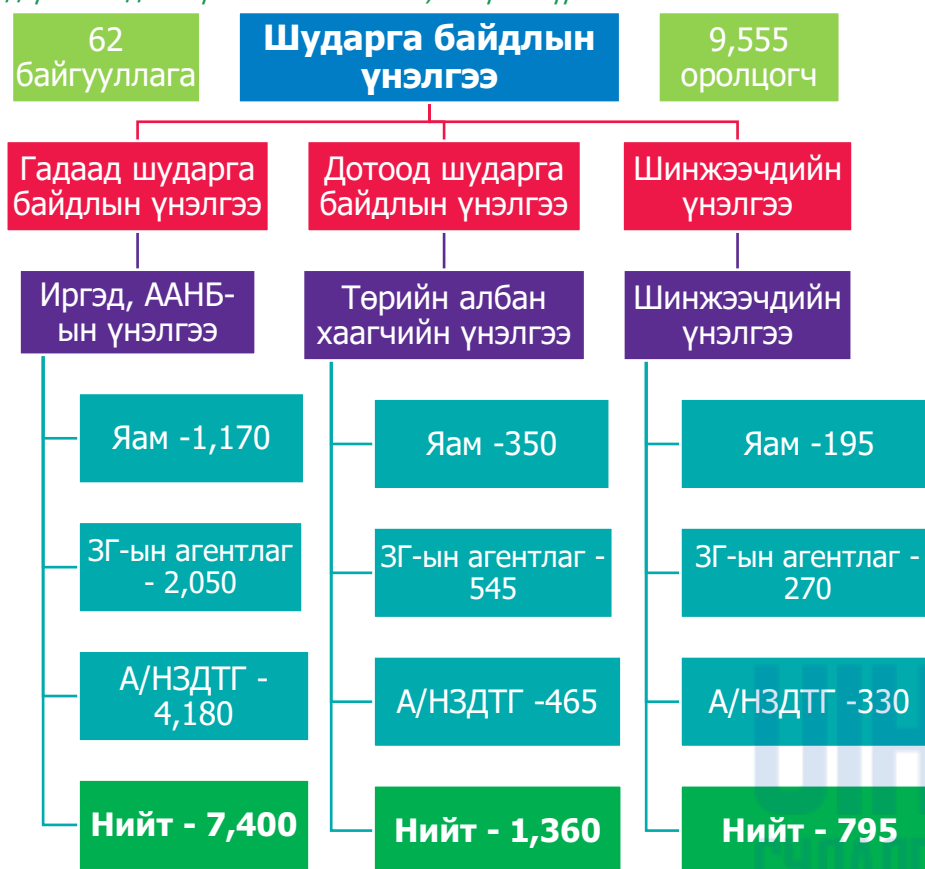 62
байгууллага
Шударга байдлын
үнэлгээ
9,555
оролцогч
Гадаад шударга
байдлын үнэлгээ
Дотоод шударга
байдлын үнэлгээ
Шинжээчдийн
үнэлгээ
Иргэд, ААНБ-
ын үнэлгээ
Төрийн албан
хаагчийн үнэлгээ
Шинжээчдийн
үнэлгээ
Яам -1,170
ЗГ-ын агентлаг
- 2,050
А/НЗДТГ -
4,180
Нийт - 7,400
Яам -350
ЗГ-ын агентлаг -
545
А/НЗДТГ -465
Нийт - 1,360
Яам -195
ЗГ-ын агентлаг -
270
А/НЗДТГ -330
Нийт - 795